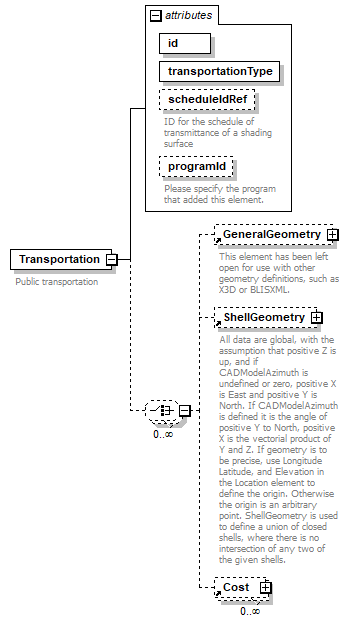 attributes
id
transportationType
scheduleIdRef
ID for the schedule of
transmittance of a shading
surface
programId
Please specify the program
that added this element.
Transportation
Public transportation
0..∞
GeneralGeometry
This element has been left
open for use with other
geometry definitions, such as
X3D or BLISXML.
ShellGeometry
All data are global, with the
assumption that positive Z is
up, and if
CADModelAzimuth is
undefined or zero, positive X
is East and positive Y is
North. If CADModelAzimuth
is defined it is the angle of
positive Y to North, positive
X is the vectorial product of
Y and Z. If geometry is to
be precise, use Longitude
Latitude, and Elevation in
the Location element to
define the origin. Otherwise
the origin is an arbitrary
point. ShellGeometry is used
to define a union of closed
shells, where there is no
intersection of any two of
the given shells.
Cost
0..∞